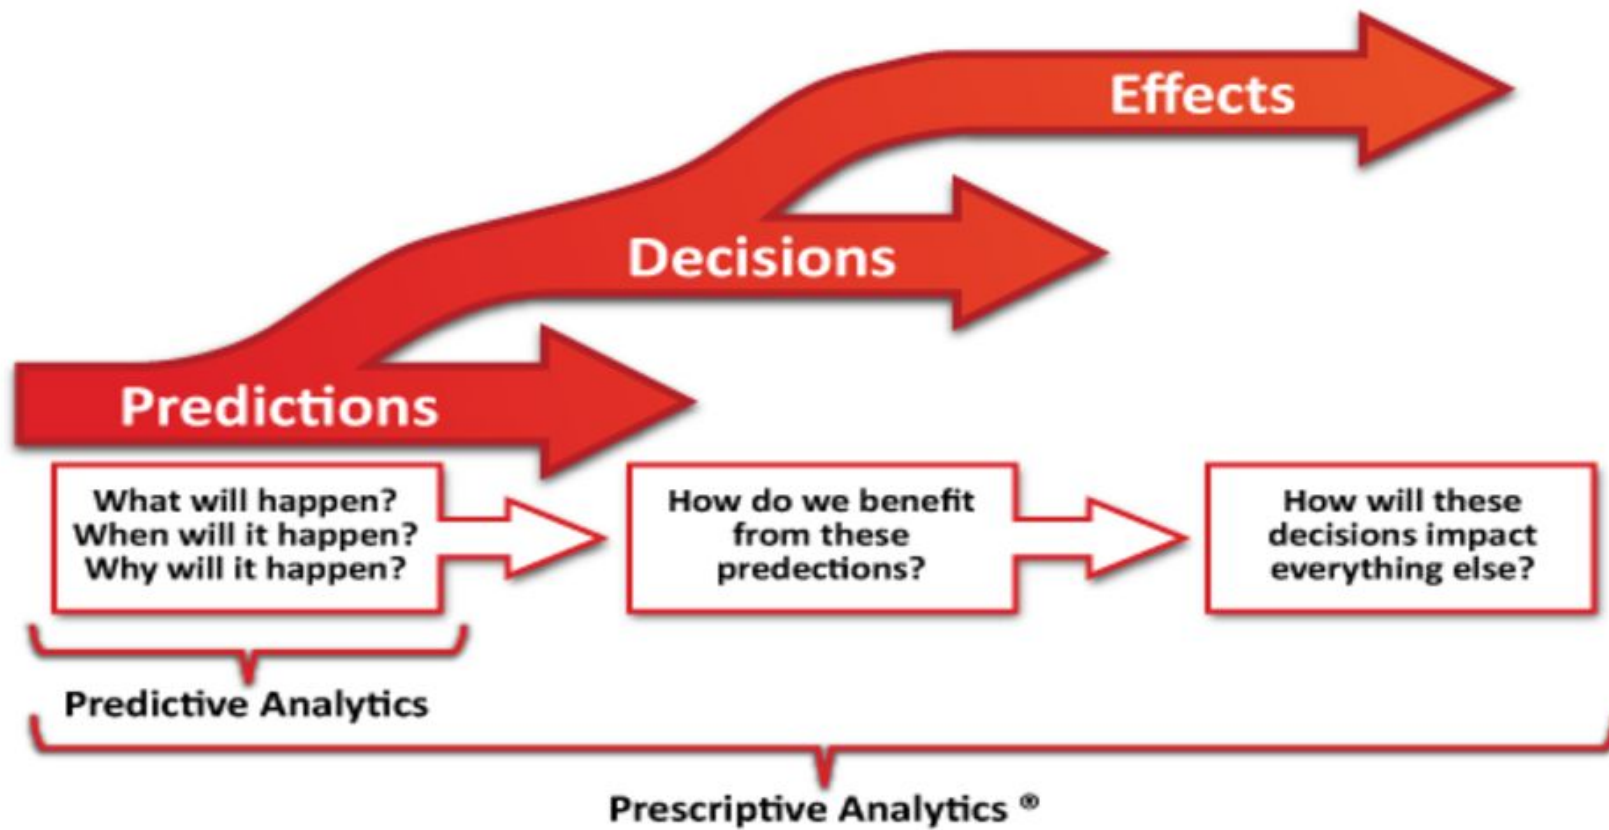 Effects
Decisions
Predictions
What will happen?
When will it happen?
Why will it happen?
How do we benefit
from these
predections?
How will these
decisions impact
everything else?
Predictive Analytics
Prescriptive Analytics ®